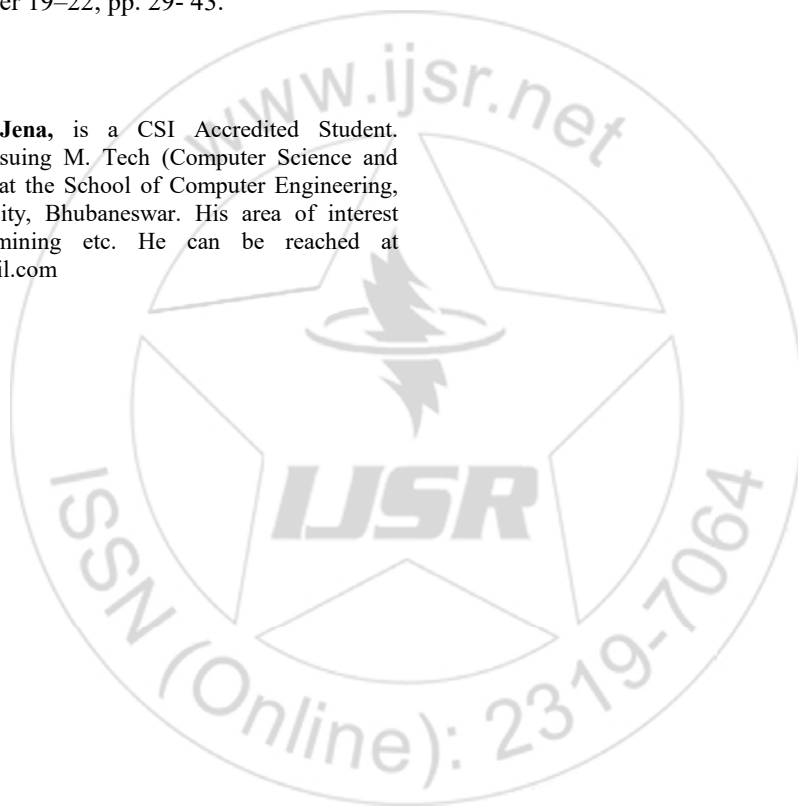 er 19–22, pp. 29- 43.
www.ijsr.net
Jena, is a CSI Accredited Student.
suing M. Tech (Computer Science and
at the School of Computer Engineering,
ity, Bhubaneswar. His area of interest
mining etc. He can be reached at
il.com
IJSR
ISSN (Online): 2319-7064